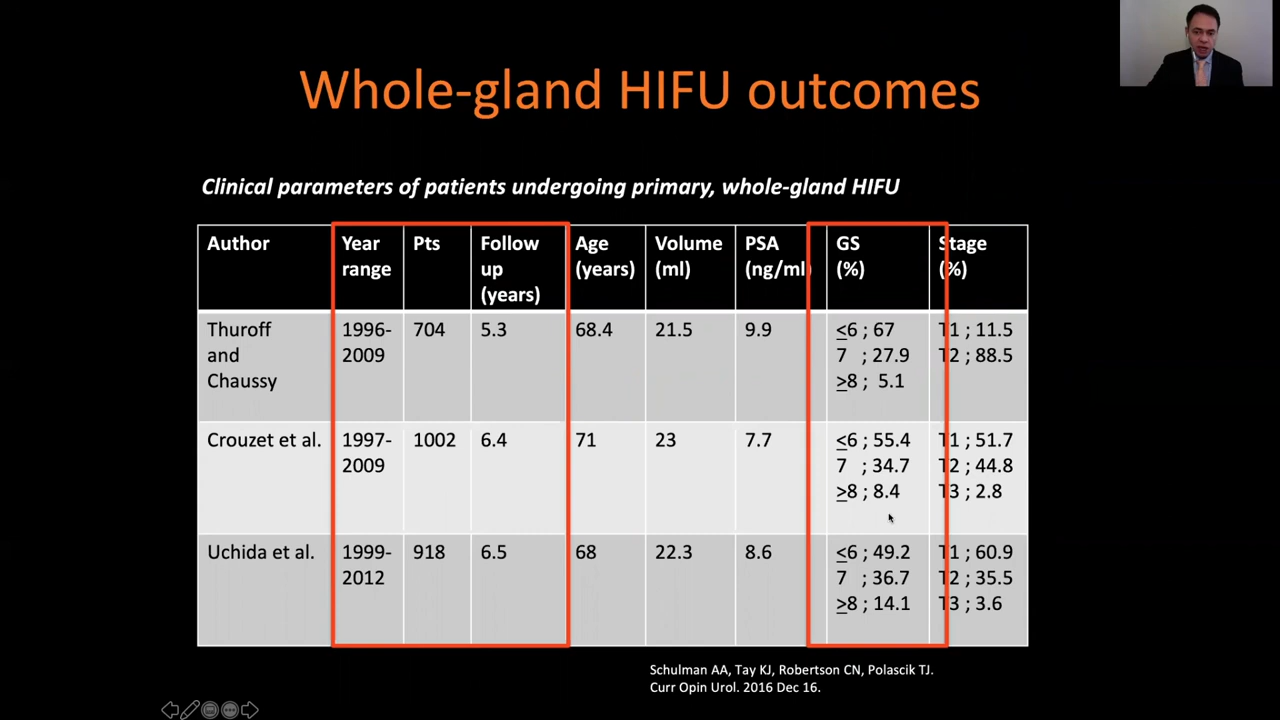 Whole-gland HIFU outcomes
Clinical parameters of patients undergoing primary, whole-gland HIFU
Author Year range Pts Follow up (years) Age (years) Volume (ml) PSA (ng/ml) GS (%) Stage (%)
Thuroff and Chaussy 1996-2009 704 5.3 68.4 21.5 9.9 ≤6 ; 67 T1 ; 11.5
7 ; 27.9 T2 ; 88.5
≥8 ; 5.1
Crouzet et al. 1997-2009 1002 6.4 71 23 7.7 ≤6 ; 55.4 T1 ; 51.7
7 ; 34.7 T2 ; 44.8
≥8 ; 8.4 T3 ; 2.8
Uchida et al. 1999-2012 918 6.5 68 22.3 8.6 ≤6 ; 49.2 T1 ; 60.9
7 ; 36.7 T2 ; 35.5
≥8 ; 14.1 T3 ; 3.6
Schulman AA, Tay KJ, Robertson CN, Polascik TJ.
Curr Opin Urol. 2016 Dec 16.